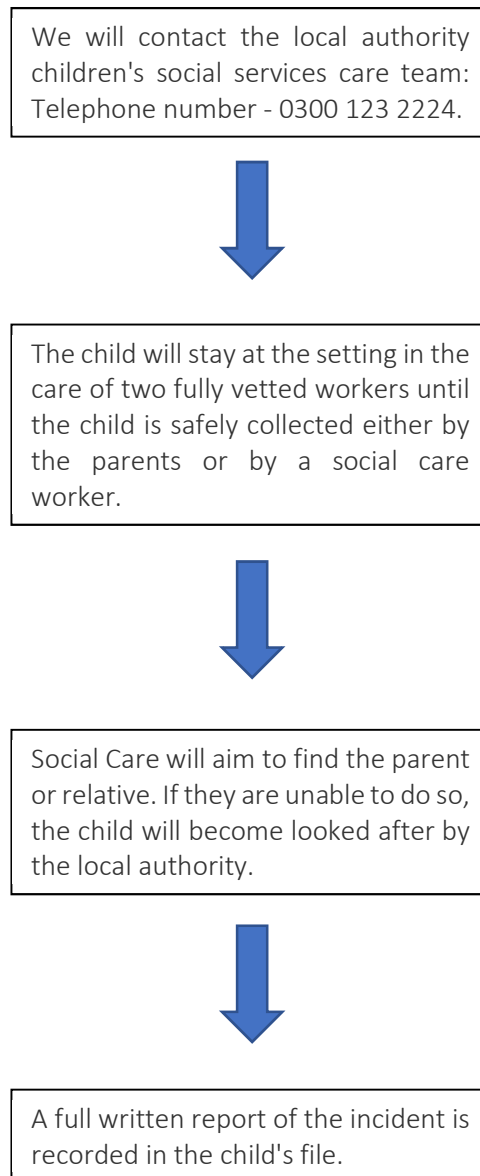 We will contact the local authority
children's social services care team:
Telephone number - 0300 123 2224.
The child will stay at the setting in the
care of two fully vetted workers until
the child is safely collected either by
the parents or by a social care
worker.
Social Care will aim to find the parent
or relative. If they are unable to do so,
the child will become looked after by
the local authority.
A full written report of the incident is
recorded in the child's file.